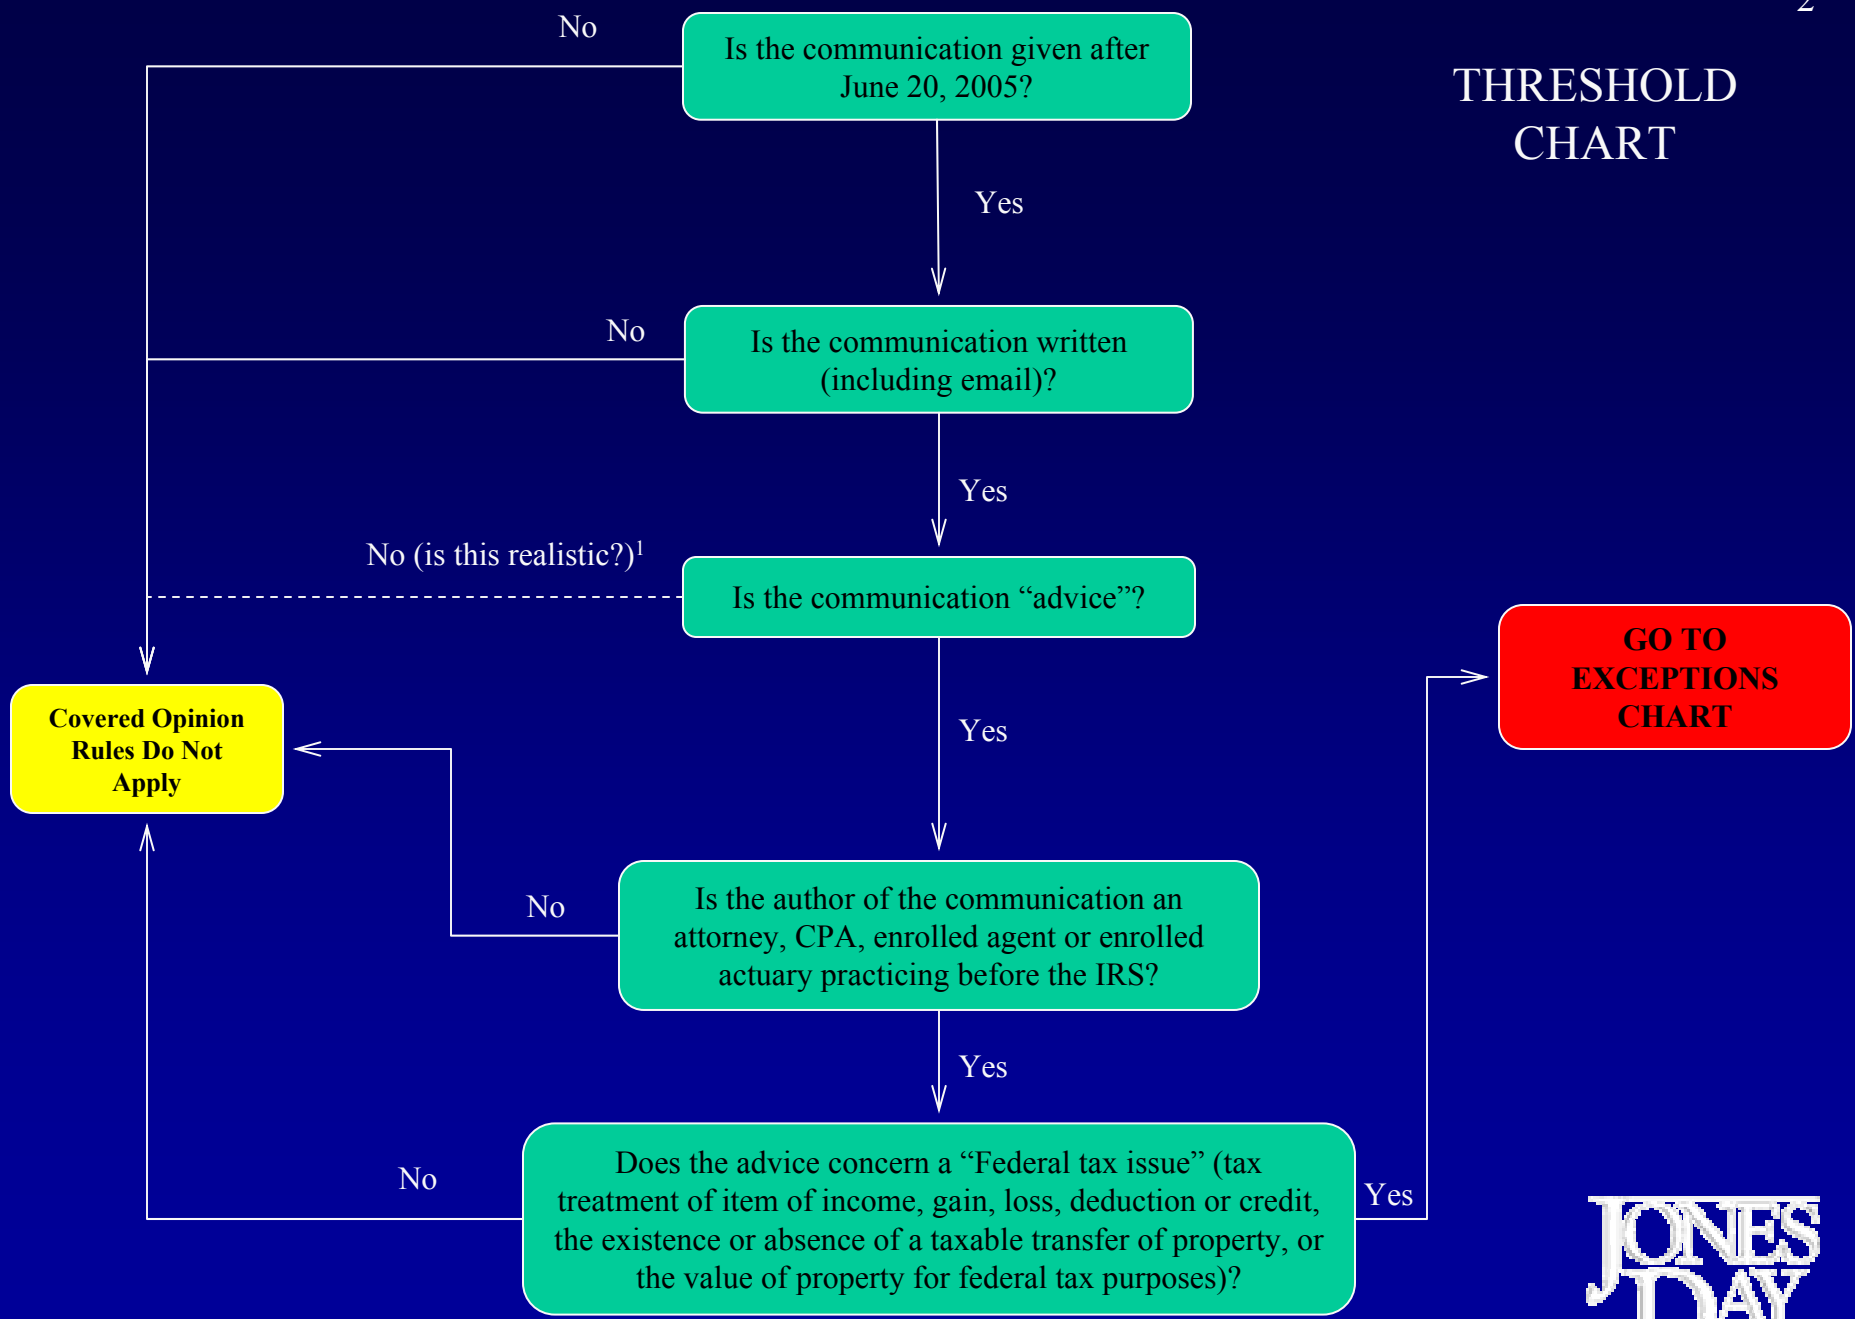 2
THRESHOLD
CHART
No
Is the communication given after
June 20, 2005?
Yes
No
Is the communication written
(including email)?
Yes
No (is this realistic?)1
Is the communication “advice”?
GO TO
EXCEPTIONS
CHART
Covered Opinion
Rules Do Not
Apply
Yes
No
Is the author of the communication an
attorney, CPA, enrolled agent or enrolled
actuary practicing before the IRS?
Yes
No
Does the advice concern a “Federal tax issue” (tax
treatment of item of income, gain, loss, deduction or credit,
the existence or absence of a taxable transfer of property, or
the value of property for federal tax purposes)?
Yes
JONES
DAY